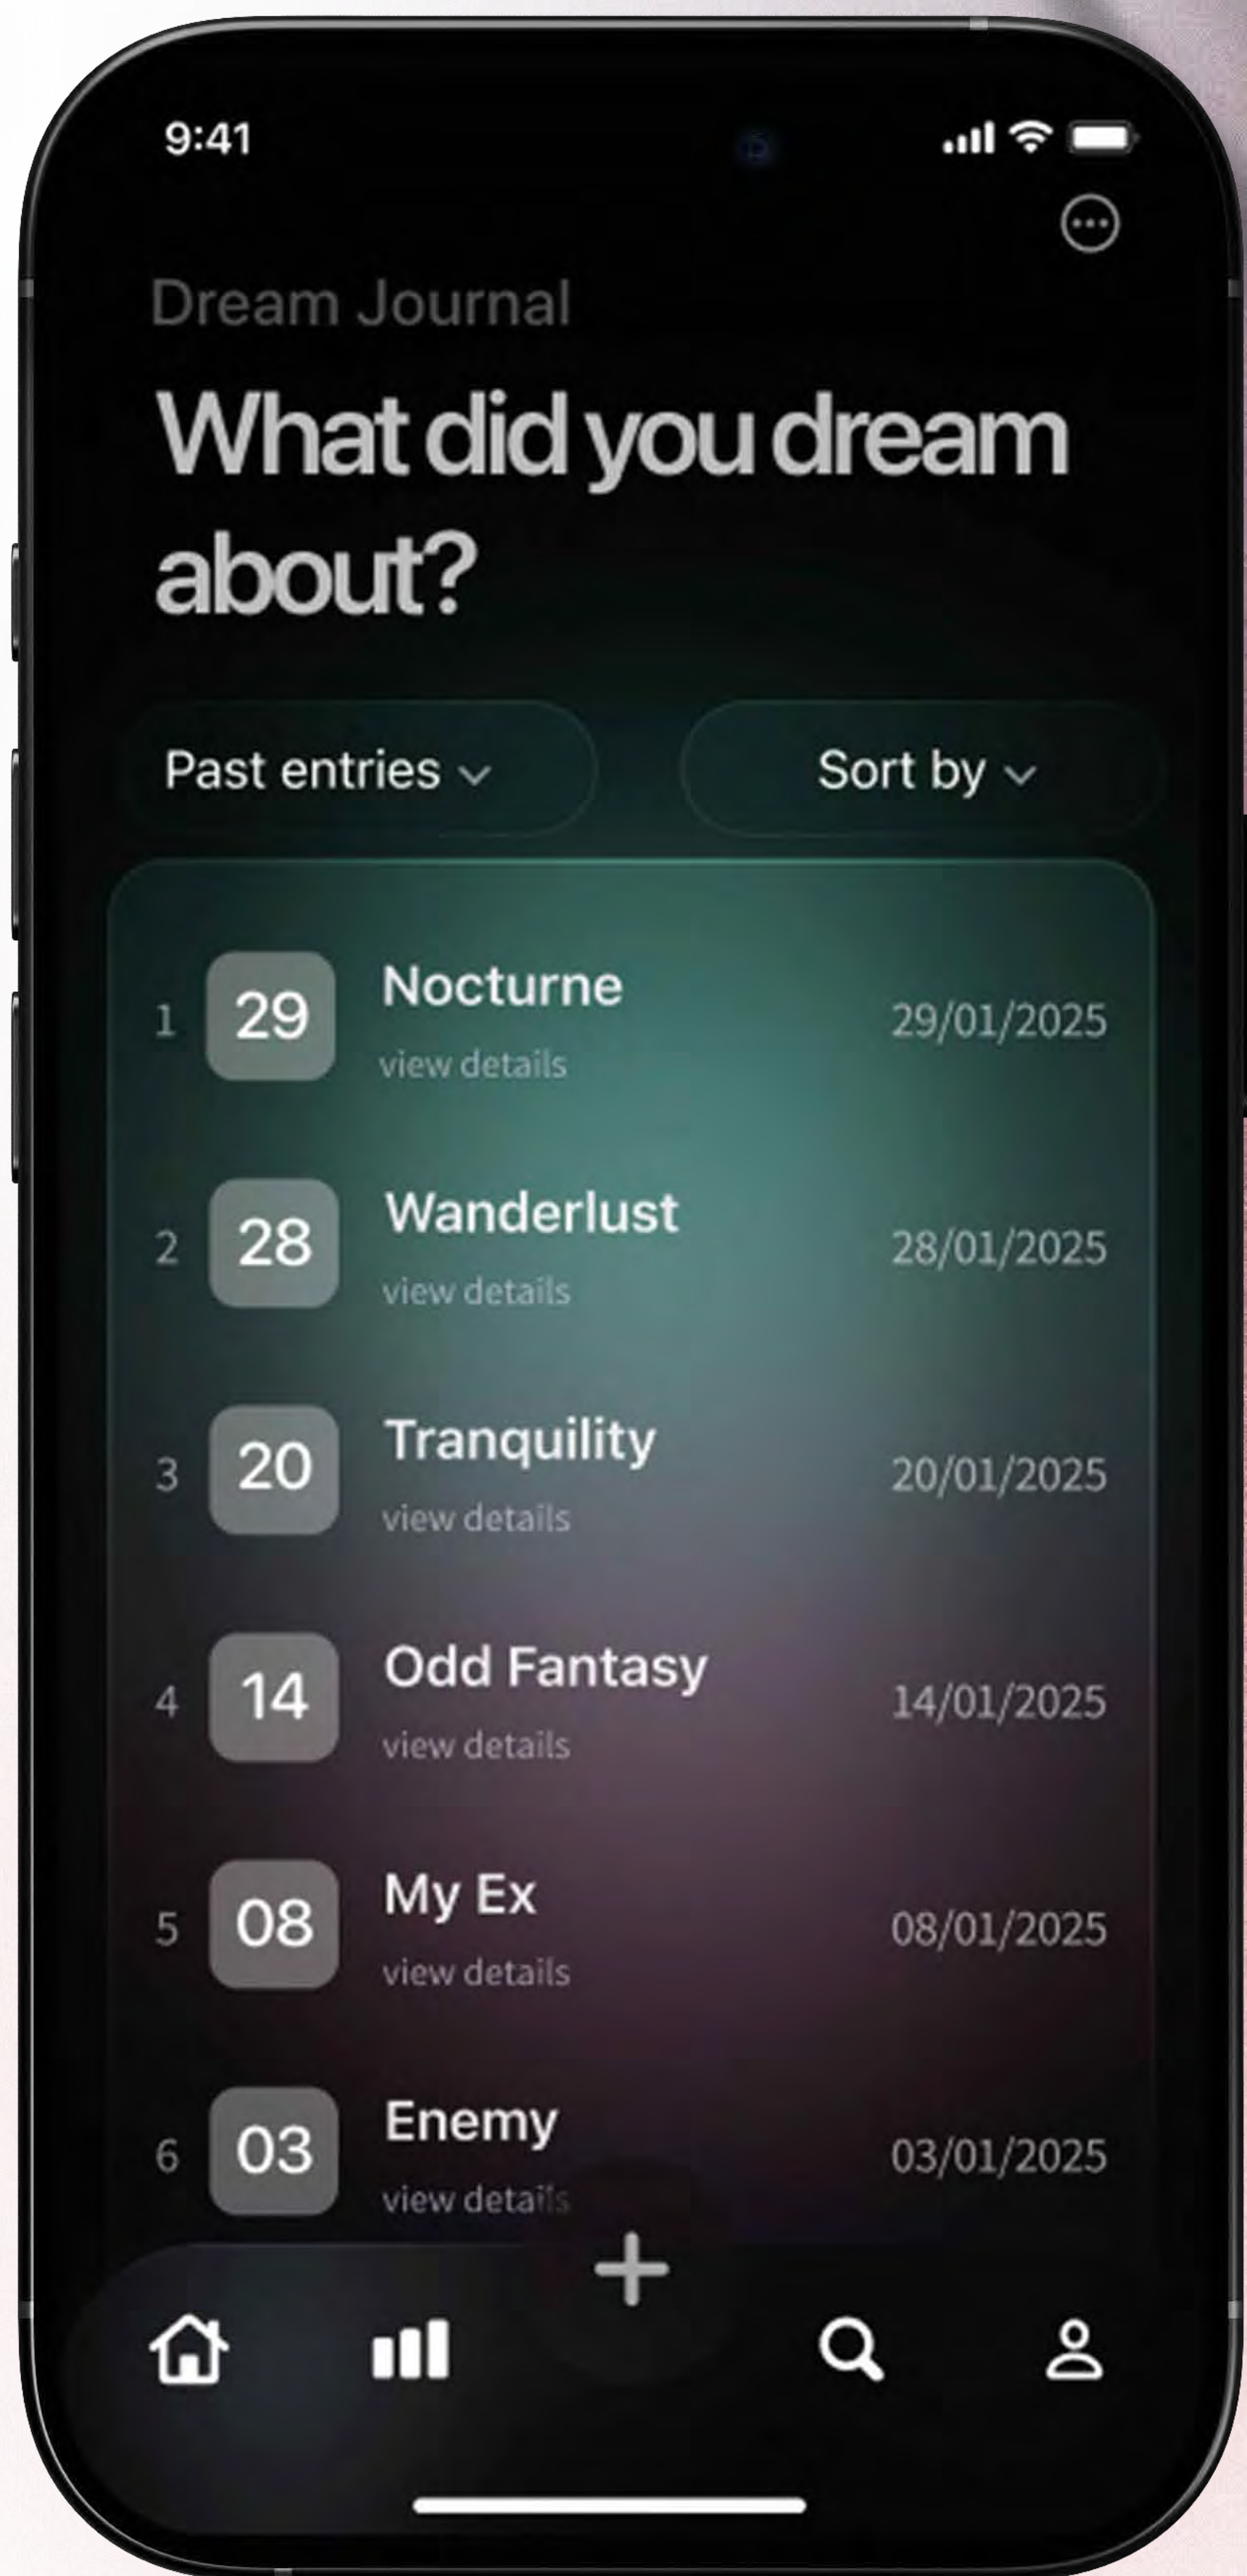 9:41
Dream Journal
What did you dream
about?
Past entries
Sort by
1 29 Nocturne 29/01/2025
view details
2 28 Wanderlust 28/01/2025
view details
3 20 Tranquility 20/01/2025
view details
4 14 Odd Fantasy 14/01/2025
view details
5 08 My Ex 08/01/2025
view details
6 03 Enemy 03/01/2025
view details